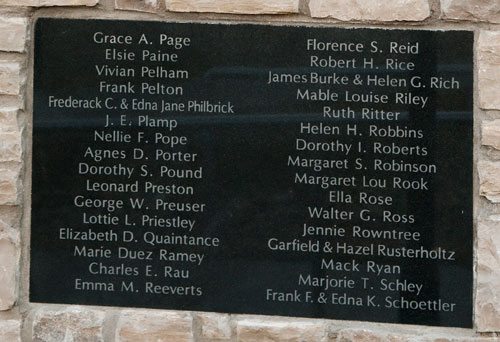 Grace A. Page
Elsie Paine
Vivian Pelham
Frank Pelton
Frederack C. & Edna Jane Philbrick
J. E. Plamp
Nellie F. Pope
Agnes D. Porter
Dorothy S. Pound
Leonard Preston
George W. Preuser
Lottie L. Priestley
Elizabeth D. Quaintance
Marie Duez Ramey
Charles E. Rau
Emma M. Reeverts
Florence S. Reid
Robert H. Rice
James Burke & Helen G. Rich
Mable Louise Riley
Ruth Ritter
Helen H. Robbins
Dorothy I. Roberts
Margaret S. Robinson
Margaret Lou Rook
Ella Rose
Walter G. Ross
Jennie Rowntree
Garfield & Hazel Rusterholtz
Mack Ryan
Marjorie T. Schley
Frank F. & Edna K. Schoettler